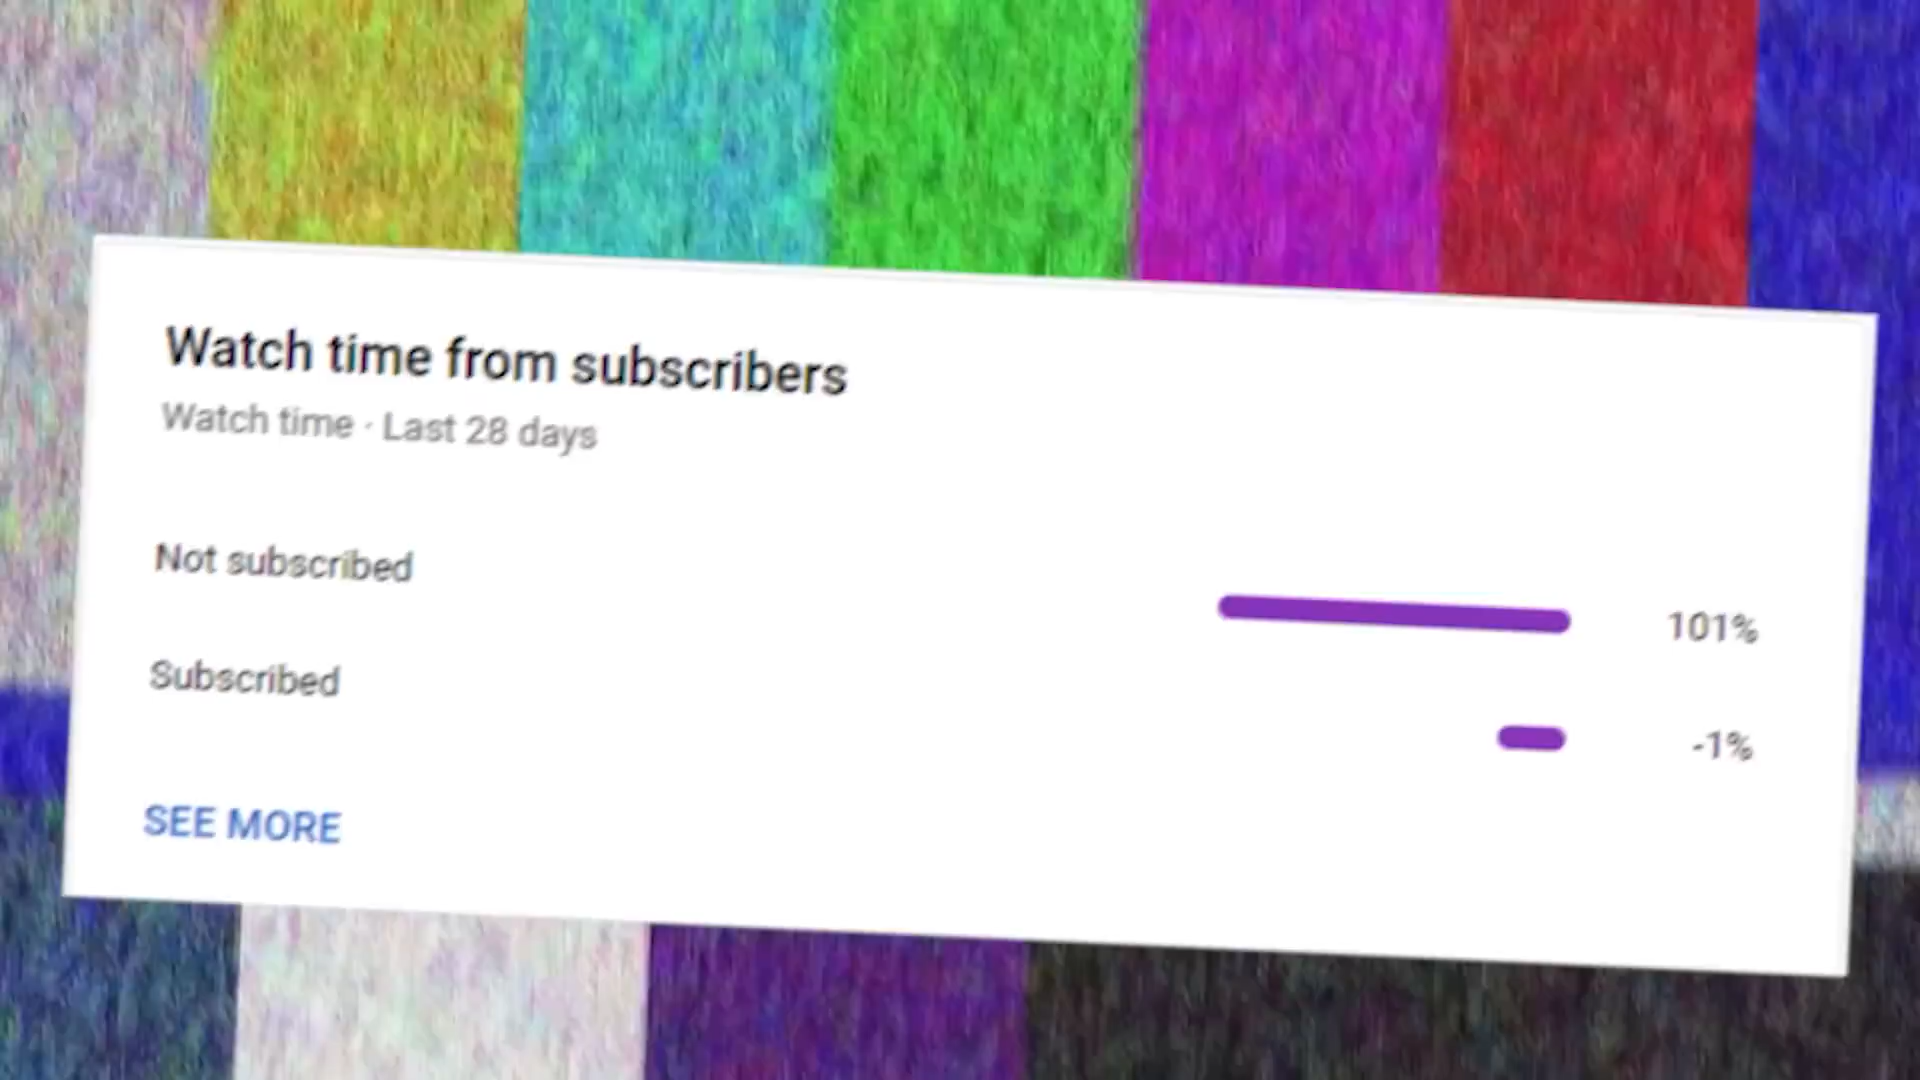 Watch time from subscribers
Watch time · Last 28 days
Not subscribed 101%
Subscribed -1%
SEE MORE